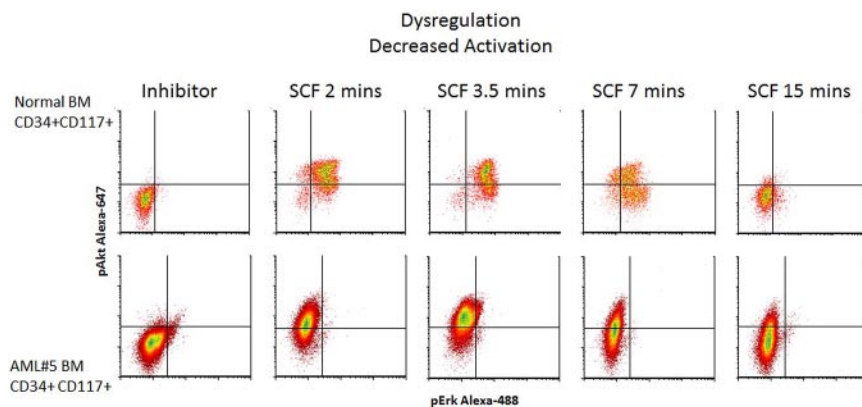 Dysregulation
Decreased Activation
Inhibitor
SCF 2 mins
SCF 3.5 mins
SCF 7 mins
SCF 15 mins
Normal BM
CD34+CD117+
pAkt Alexa-647
AML#5 BM
CD34+CD117+
pErk Alexa-488